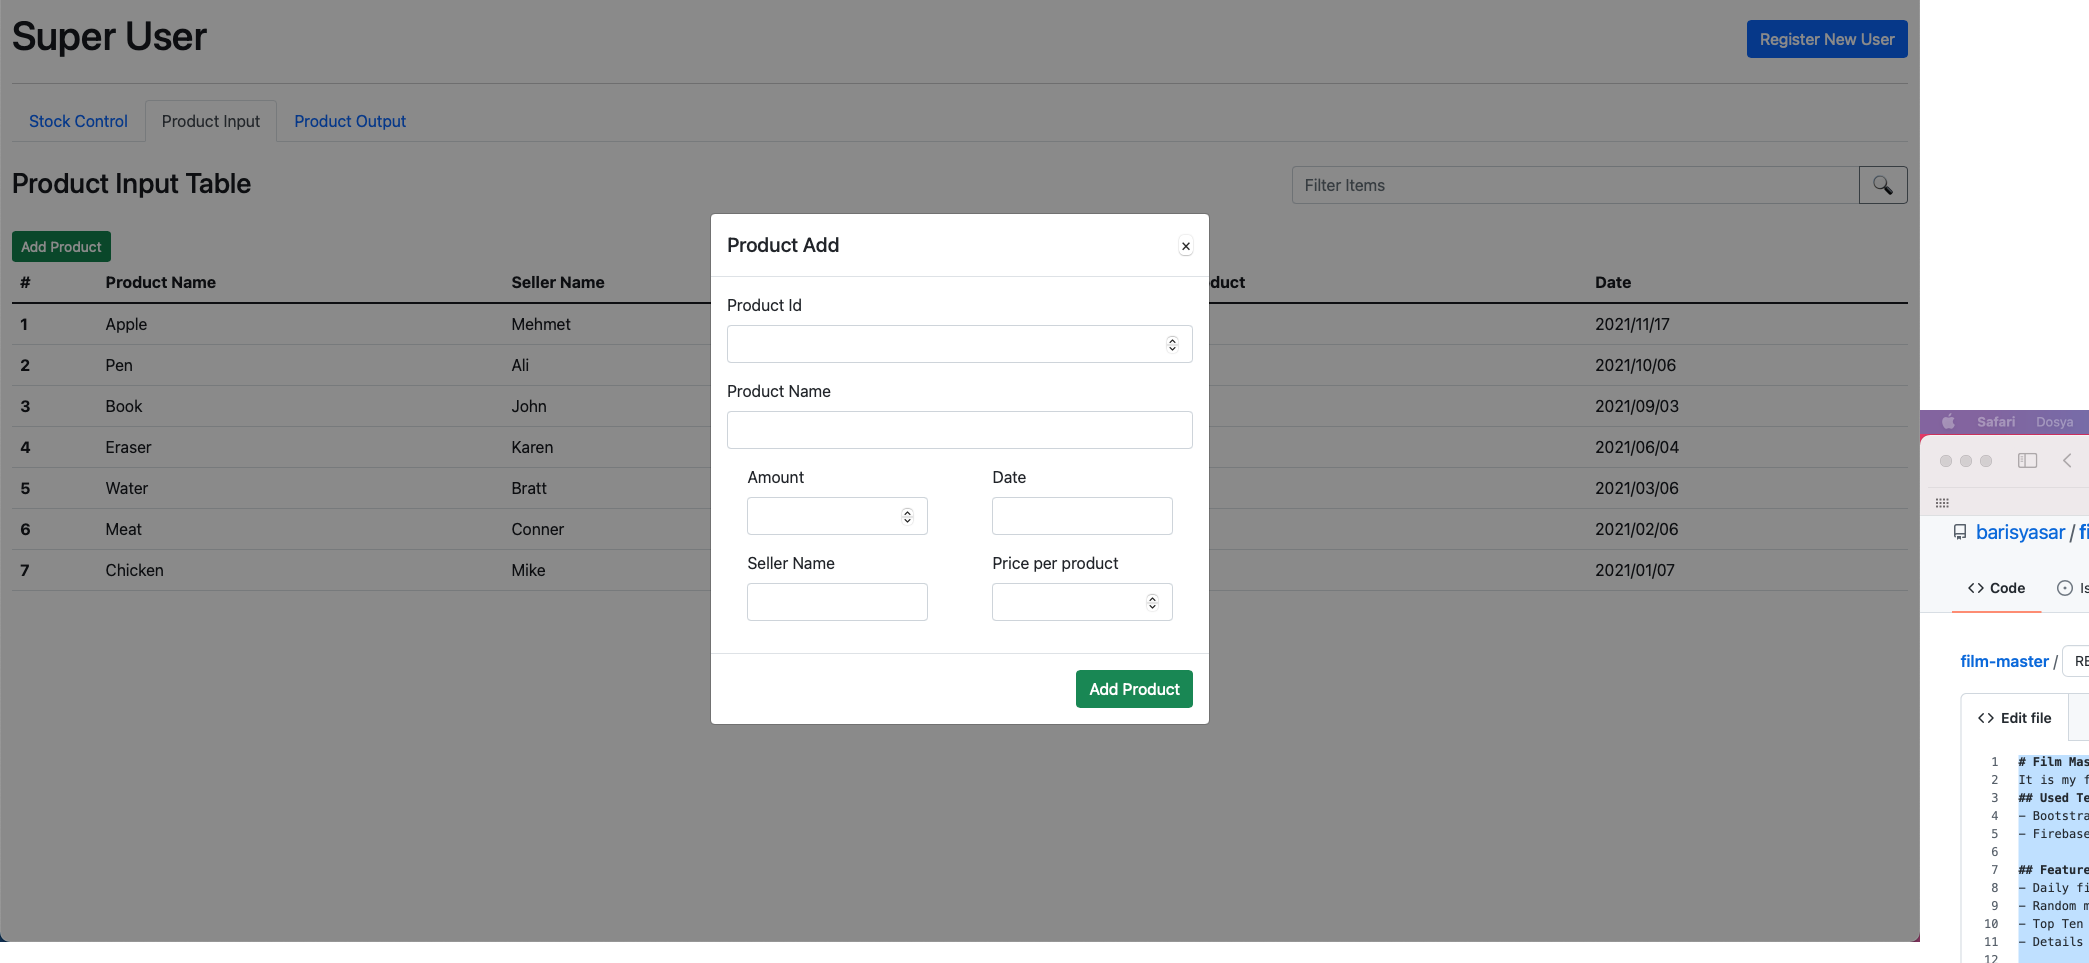 Super User
Register New User
Stock Control
Product Input
Product Output
Product Input Table
Filter Items
Add Product
# Product Name Seller Name duct Date
1 Apple Mehmet 2021/11/17
2 Pen Ali 2021/10/06
3 Book John 2021/09/03
4 Eraser Karen 2021/06/04
5 Water Bratt 2021/03/06
6 Meat Conner 2021/02/06
7 Chicken Mike 2021/01/07
Product Add
×
Product Id
Product Name
Amount Date
Seller Name Price per product
Add Product
Safari Dosya
barisyasar / fi
<> Code Is
film-master / RE
<> Edit file
1 # Film Mas
2 It is my f
3 ## Used Te
4 – Bootstra
5 – Firebase
6
7 ## Feature
8 – Daily fi
9 – Random m
10 – Top Ten
11 – Details
12